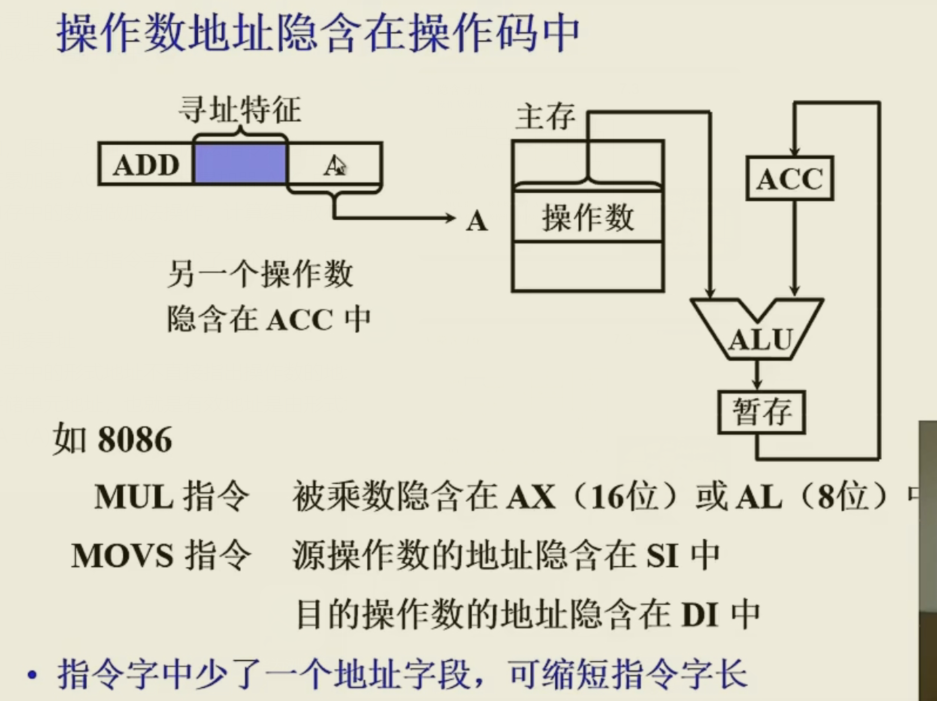 操作数地址隐含在操作码中
寻址特征
ADD
A
A
另一个操作数
隐含在 ACC 中
主存
操作数
ACC
ALU
暂存
如 8086
MUL 指令 被乘数隐含在 AX（16位）或 AL（8位）
MOVS 指令 源操作数的地址隐含在 SI 中
目的操作数的地址隐含在 DI 中
• 指令字中少了一个地址字段，可缩短指令字长